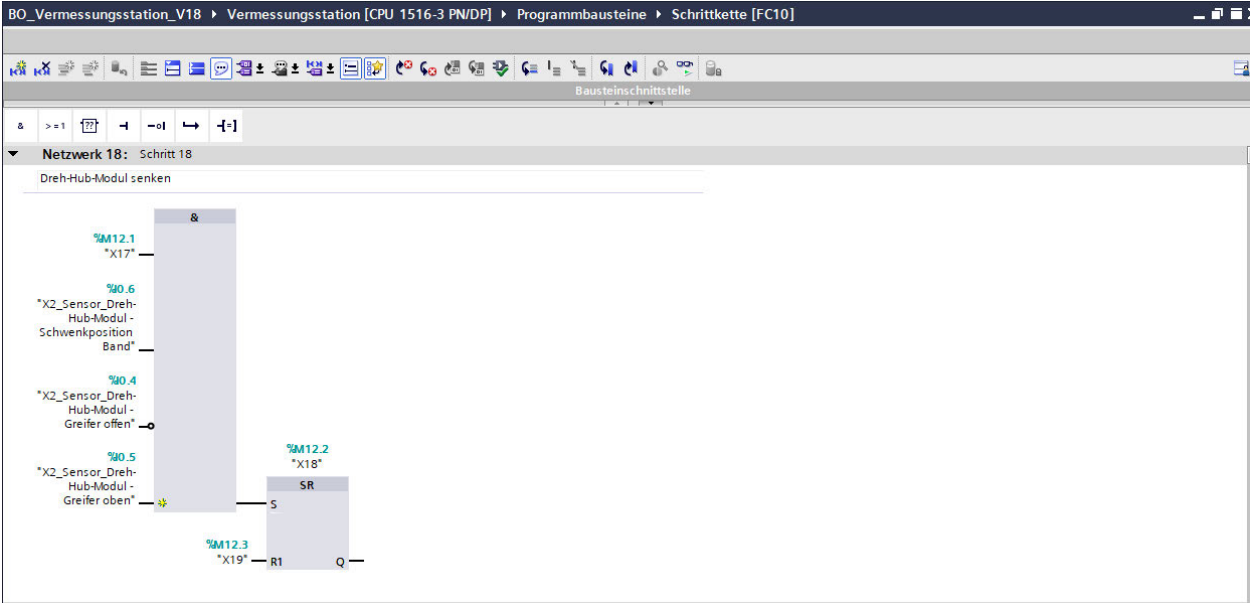 BO_Vermessungsstation_V18 ▸ Vermessungsstation [CPU 1516-3 PN/DP] ▸ Programmbausteine ▸ Schrittkette [FC10]
Bausteinschnittstelle
& >=1 ??
Netzwerk 18: Schritt 18
Dreh-Hub-Modul senken
&
%M12.1
"X17"
%I0.6
"X2_Sensor_Dreh-
Hub-Modul -
Schwenkposition
Band"
%I0.4
"X2_Sensor_Dreh-
Hub-Modul -
Greifer offen"
%I0.5
"X2_Sensor_Dreh-
Hub-Modul -
Greifer oben"
%M12.2
"X18"
SR
S
%M12.3
"X19"
R1 Q